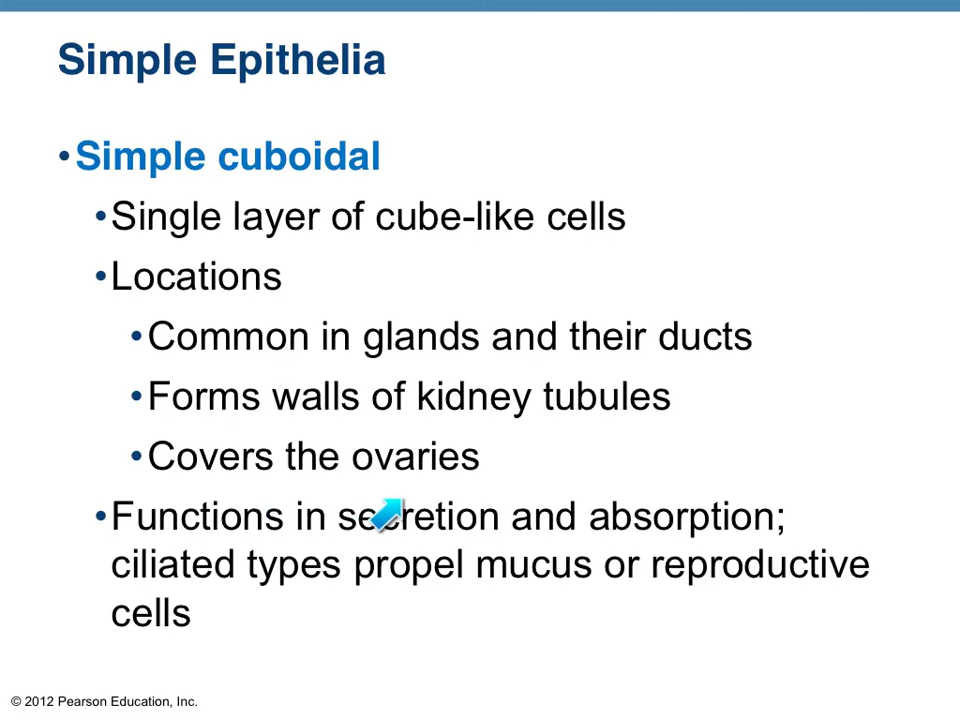 Simple Epithelia
•Simple cuboidal
•Single layer of cube-like cells
•Locations
•Common in glands and their ducts
•Forms walls of kidney tubules
•Covers the ovaries
•Functions in secretion and absorption;
ciliated types propel mucus or reproductive
cells
© 2012 Pearson Education, Inc.